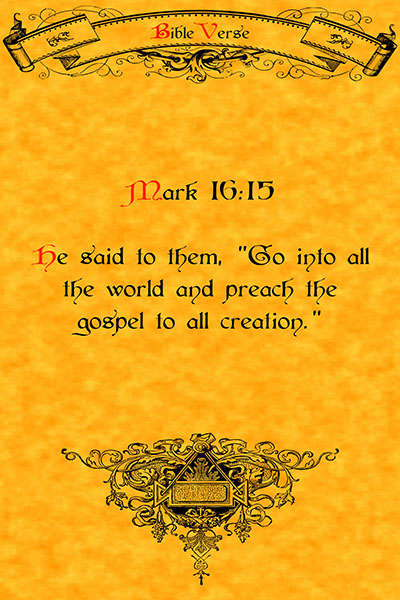 Bible Verse
Mark 16:15
He said to them, "Go into all
the world and preach the
gospel to all creation."